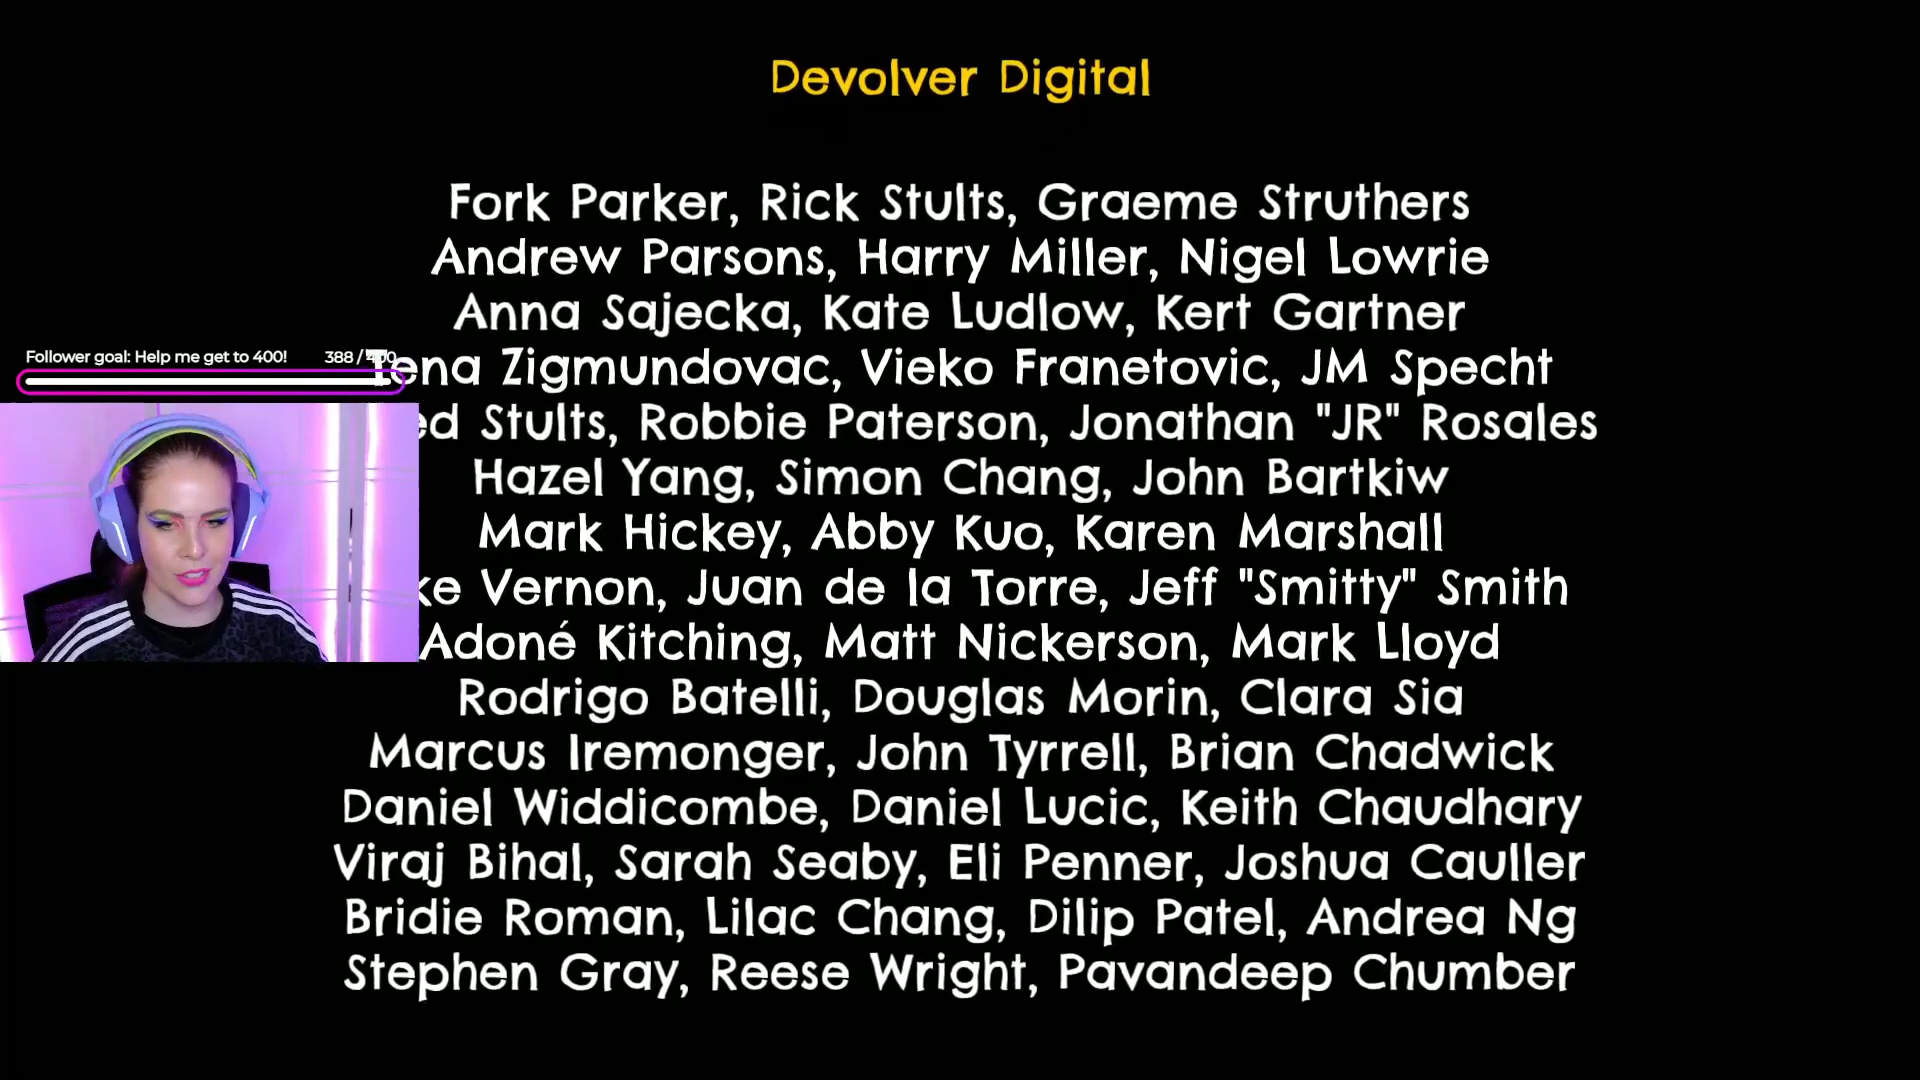 Devolver Digital
Fork Parker, Rick Stults, Graeme Struthers
Andrew Parsons, Harry Miller, Nigel Lowrie
Anna Sajecka, Kate Ludlow, Kert Gartner
Follower goal: Help me get to 400! 388 / 400
Zigmundovac, Vieko Franetovic, JM Specht
Stults, Robbie Paterson, Jonathan "JR" Rosales
Hazel Yang, Simon Chang, John Bartkiw
Mark Hickey, Abby Kuo, Karen Marshall
Vernon, Juan de la Torre, Jeff "Smitty" Smith
Adoné Kitching, Matt Nickerson, Mark Lloyd
Rodrigo Batelli, Douglas Morin, Clara Sia
Marcus Iremonger, John Tyrrell, Brian Chadwick
Daniel Widdicombe, Daniel Lucic, Keith Chaudhary
Viraj Bihal, Sarah Seaby, Eli Penner, Joshua Cauller
Bridie Roman, Lilac Chang, Dilip Patel, Andrea Ng
Stephen Gray, Reese Wright, Pavandeep Chumber